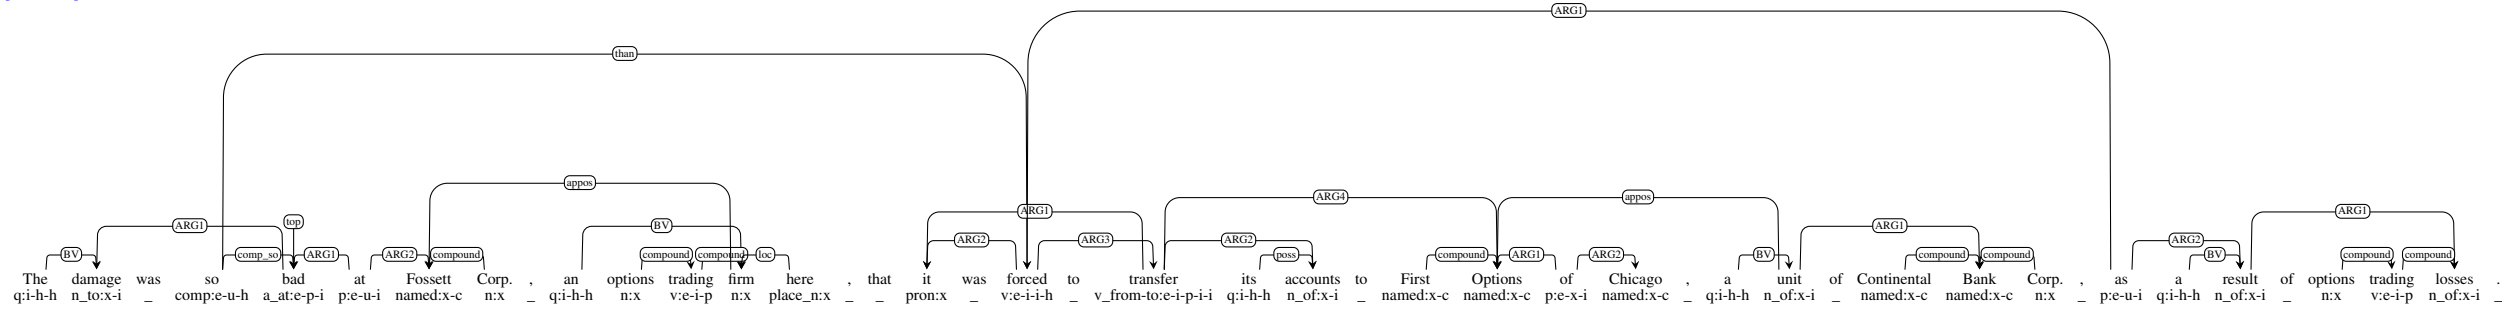 ARG1
than
appos
ARG4 appos
ARG1 top BV ARG1 ARG1 ARG1
ARG2 ARG3 ARG2 ARG2
BV comp_so ARG1 ARG2 compound compound compound loc poss compound ARG1 ARG2 BV compound compound BV compound compound
The damage was so bad at Fossett Corp. , an options trading firm here , that it was forced to transfer its accounts to First Options of Chicago , a unit of Continental Bank Corp. , as a result of options trading losses .
q:i-h-h n_to:x-i _ comp:e-u-h a_at:e-p-i p:e-u-i named:x-c n:x _ q:i-h-h n:x v:e-i-p n:x place_n:x _ _ pron:x _ v:e-i-i-h _ v_from-to:e-i-p-i-i q:i-h-h n_of:x-i _ named:x-c named:x-c p:e-x-i named:x-c _ q:i-h-h n_of:x-i _ named:x-c named:x-c n:x _ p:e-u-i q:i-h-h n_of:x-i _ n:x v:e-i-p n_of:x-i _